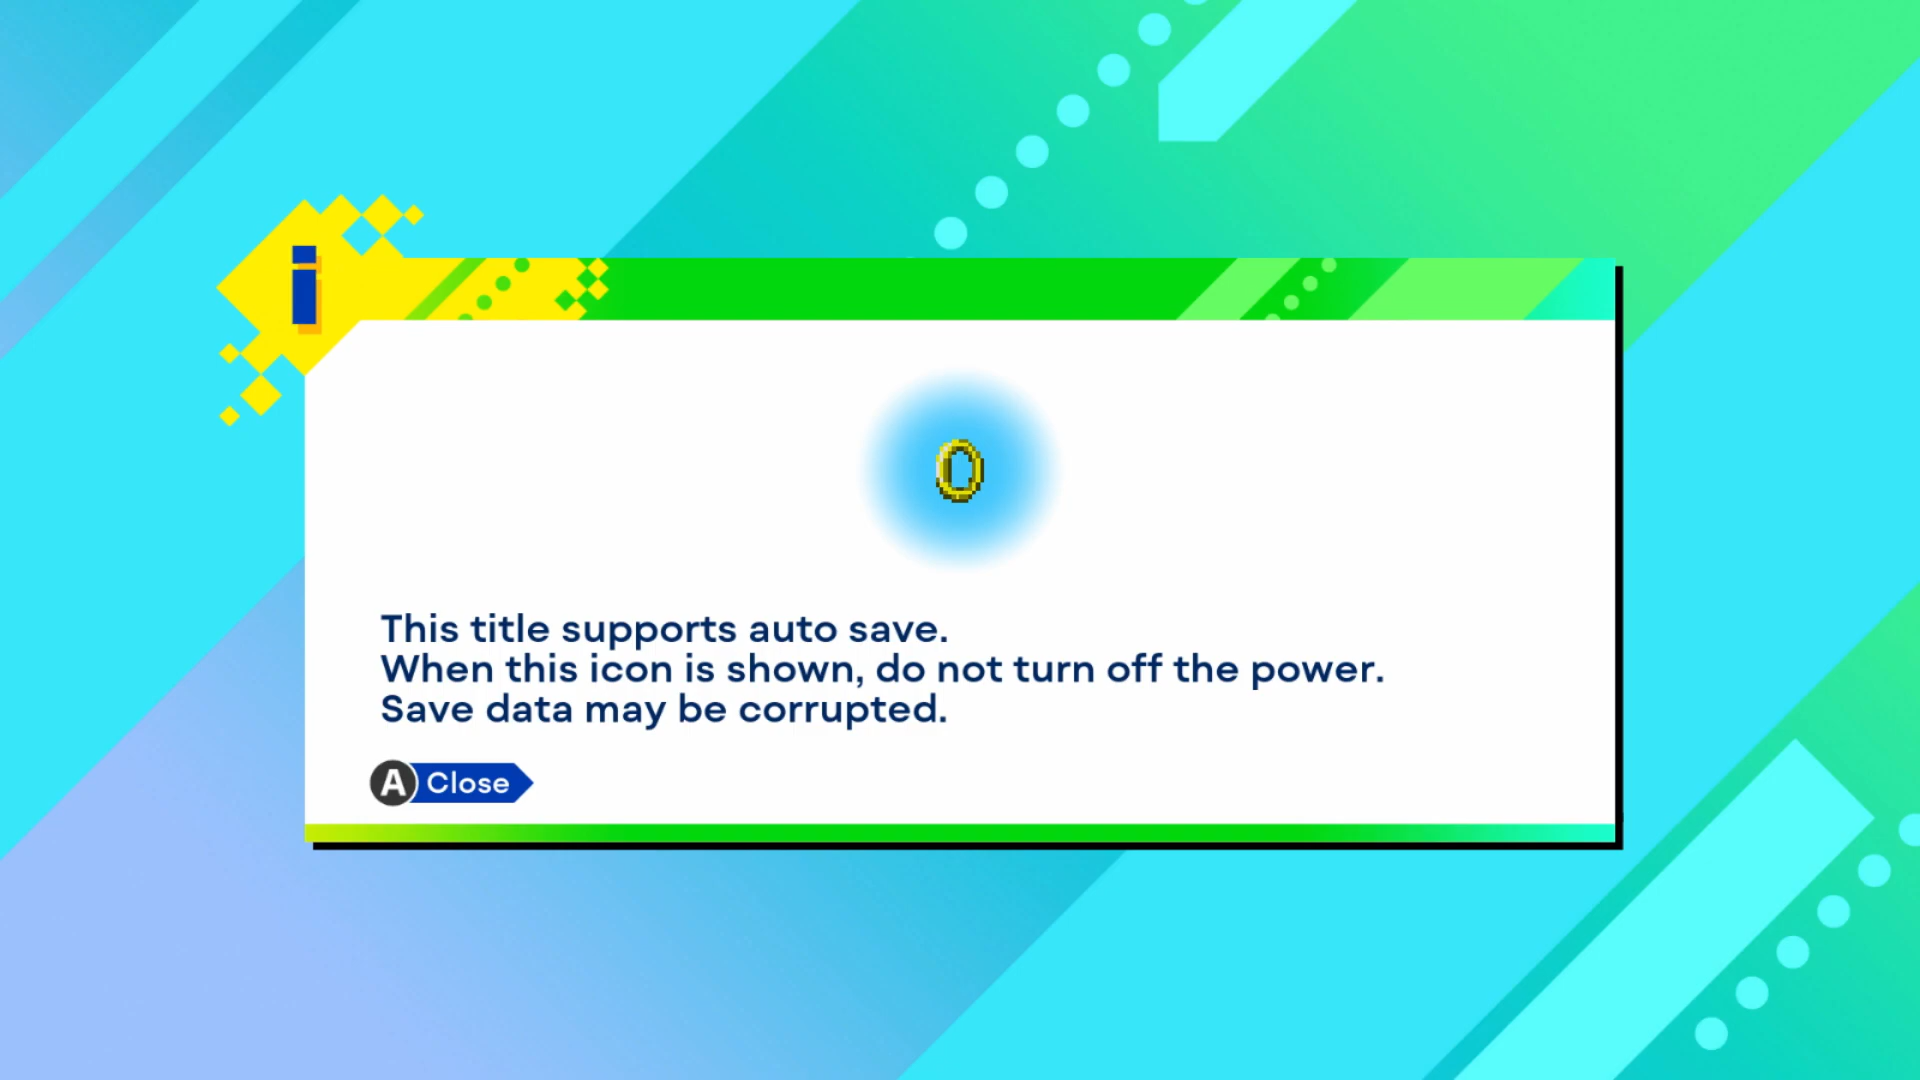 i
This title supports auto save.
When this icon is shown, do not turn off the power.
Save data may be corrupted.
A Close